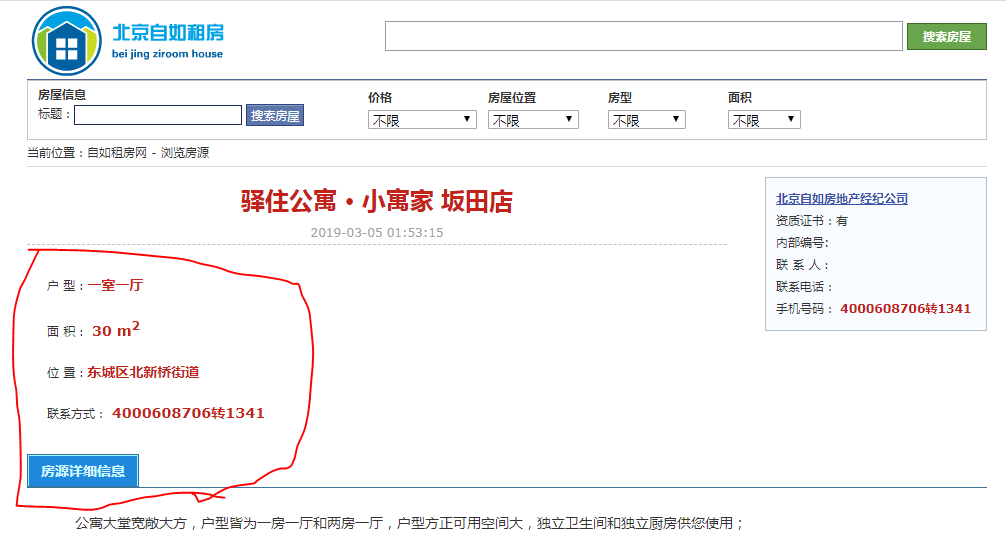 北京自如租房
bei jing ziroom house
搜索房屋
房屋信息
标题：
搜索房屋
价格
不限
房屋位置
不限
房型
不限
面积
不限
当前位置：自如租房网 - 浏览房源
驿住公寓 • 小寓家 坂田店
2019-03-05 01:53:15
户 型：一室一厅
面 积： 30 m²
位 置：东城区北新桥街道
联系方式： 4000608706转1341
房源详细信息
公寓大堂宽敞大方，户型皆为一房一厅和两房一厅，户型方正可用空间大，独立卫生间和独立厨房供您使用；
北京自如房地产经纪公司
资质证书：有
内部编号:
联 系 人：
联系电话：
手机号码： 4000608706转1341